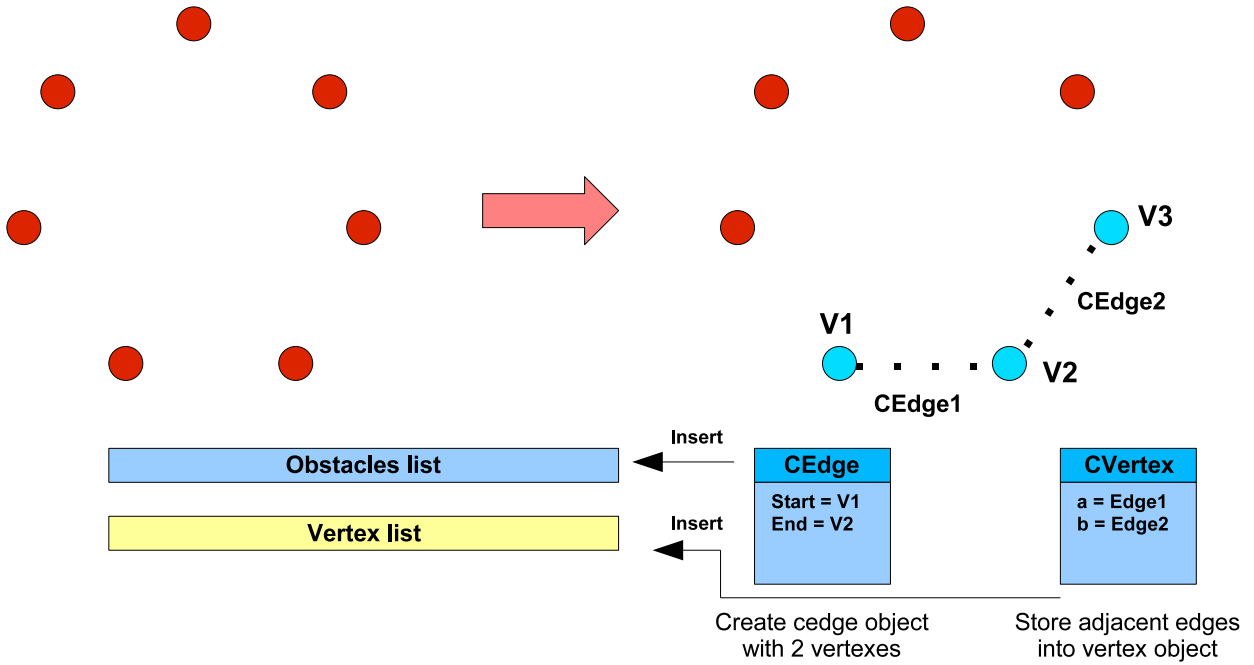 V3
CEdge2
V1
V2
CEdge1
Insert
Obstacles list
CEdge
CVertex
Start = V1
End = V2
a = Edge1
b = Edge2
Insert
Vertex list
Create cedge object
with 2 vertexes
Store adjacent edges
into vertex object